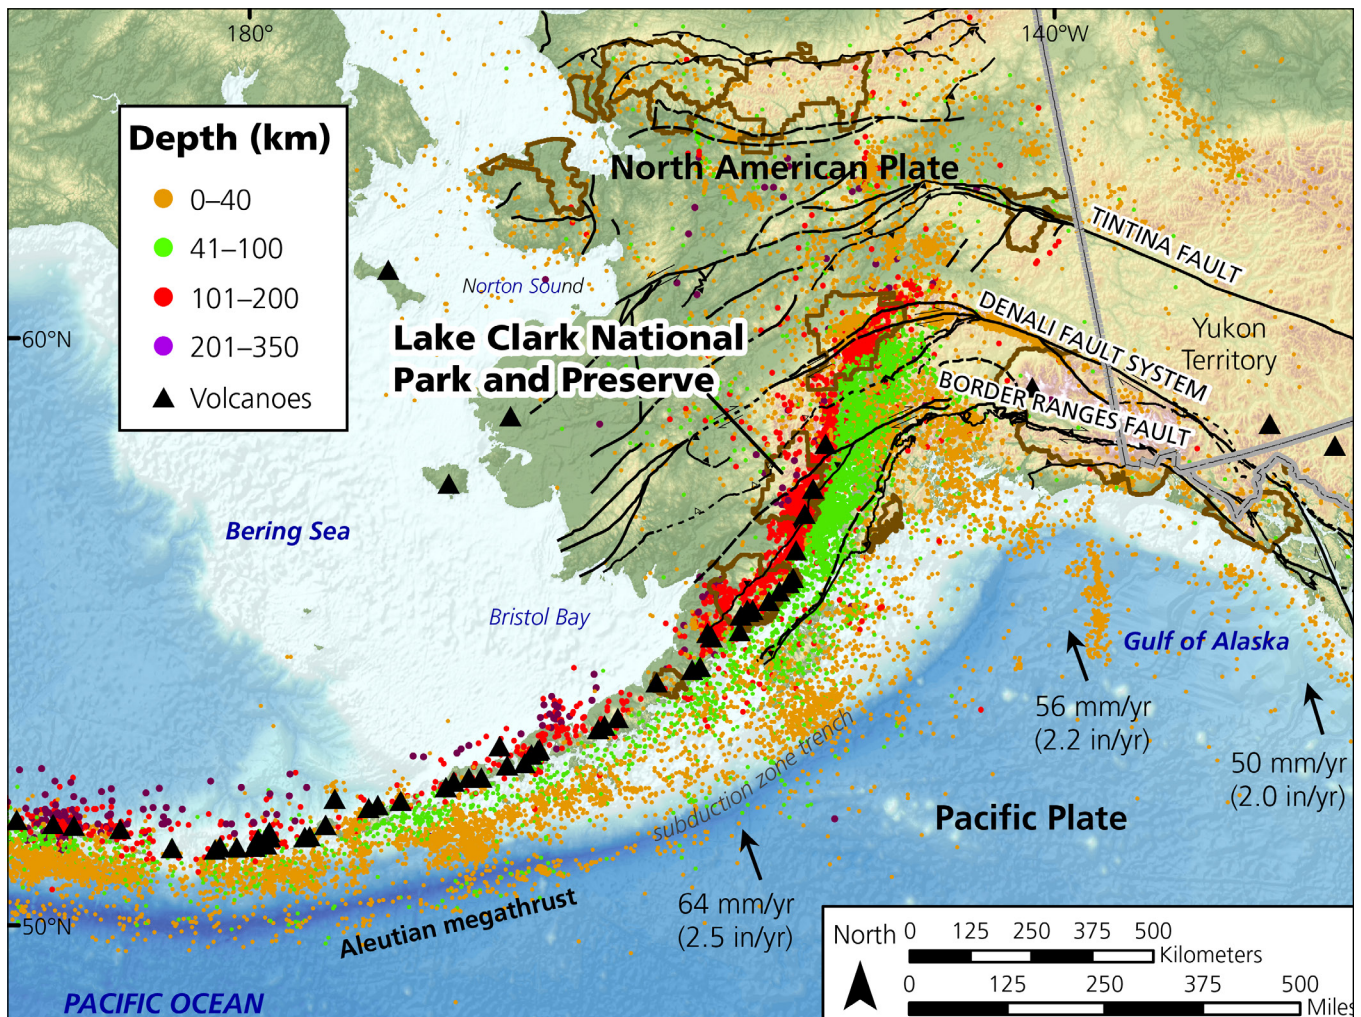 180°
140°W
Depth (km)
0–40
41–100
101–200
201–350
Volcanoes
North American Plate
TINTINA FAULT
Norton Sound
60°N
Lake Clark National
Park and Preserve
DENALI FAULT SYSTEM
Yukon
Territory
BORDER RANGES FAULT
Bering Sea
Bristol Bay
Gulf of Alaska
56 mm/yr
(2.2 in/yr)
50 mm/yr
(2.0 in/yr)
subduction zone trench
Pacific Plate
64 mm/yr
(2.5 in/yr)
50°N
Aleutian megathrust
PACIFIC OCEAN
North
0 125 250 375 500
Kilometers
0 125 250 375 500
Miles